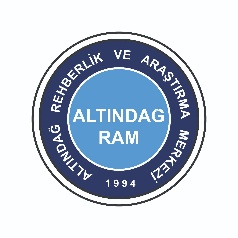 ALTINDAĞ REHBERLİK VE ARAŞTIRMA MERKEZİ
ALTINDAG
RAM
1994